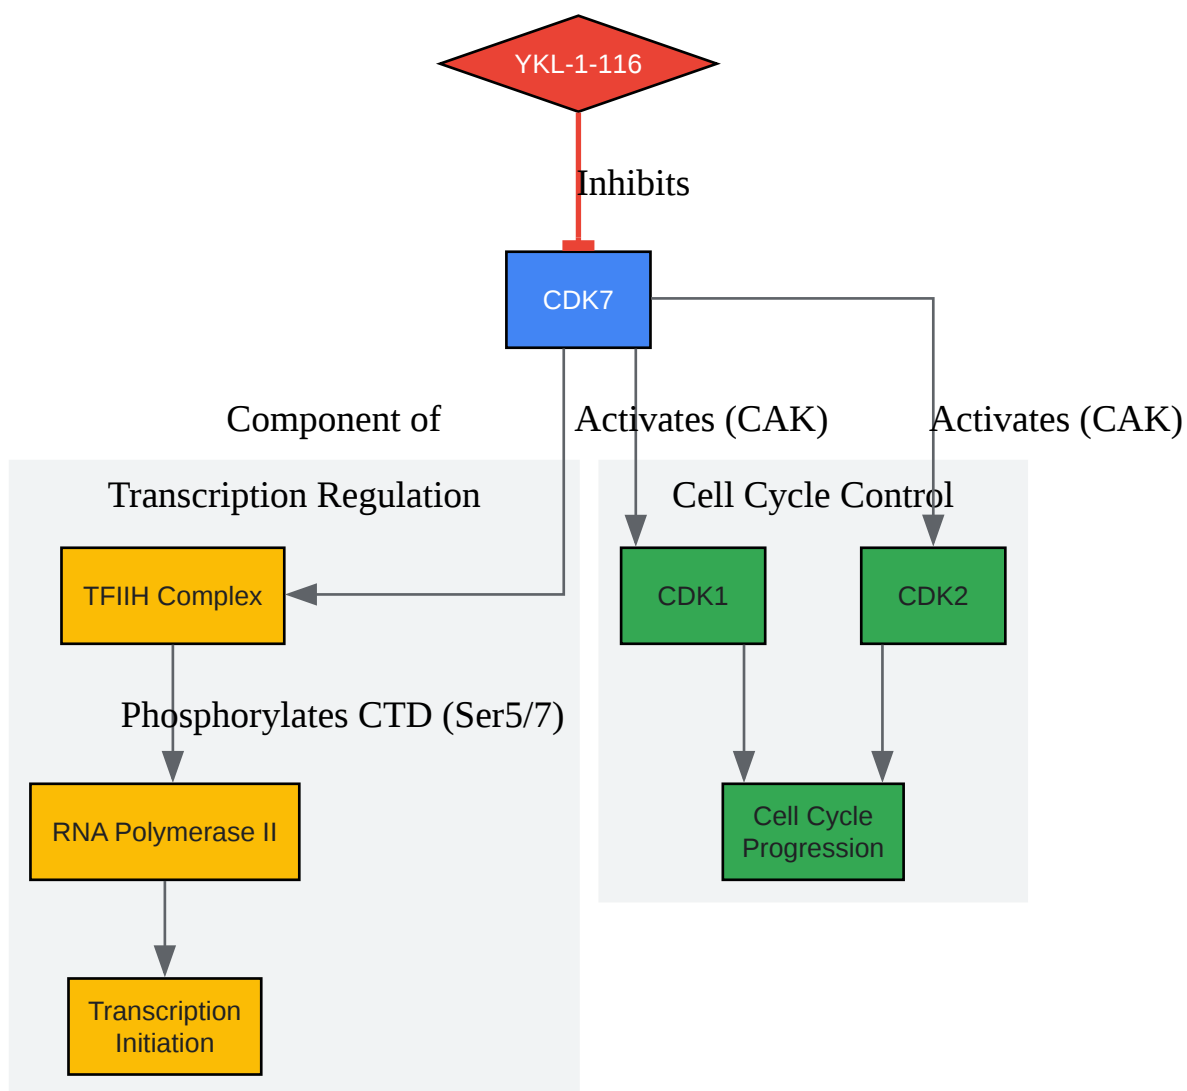 YKL-1-116
Inhibits
CDK7
Component of
Activates (CAK)
Activates (CAK)
Transcription Regulation
Cell Cycle Control
TFIIH Complex
CDK1
CDK2
Phosphorylates CTD (Ser5/7)
RNA Polymerase II
Cell Cycle
Progression
Transcription
Initiation